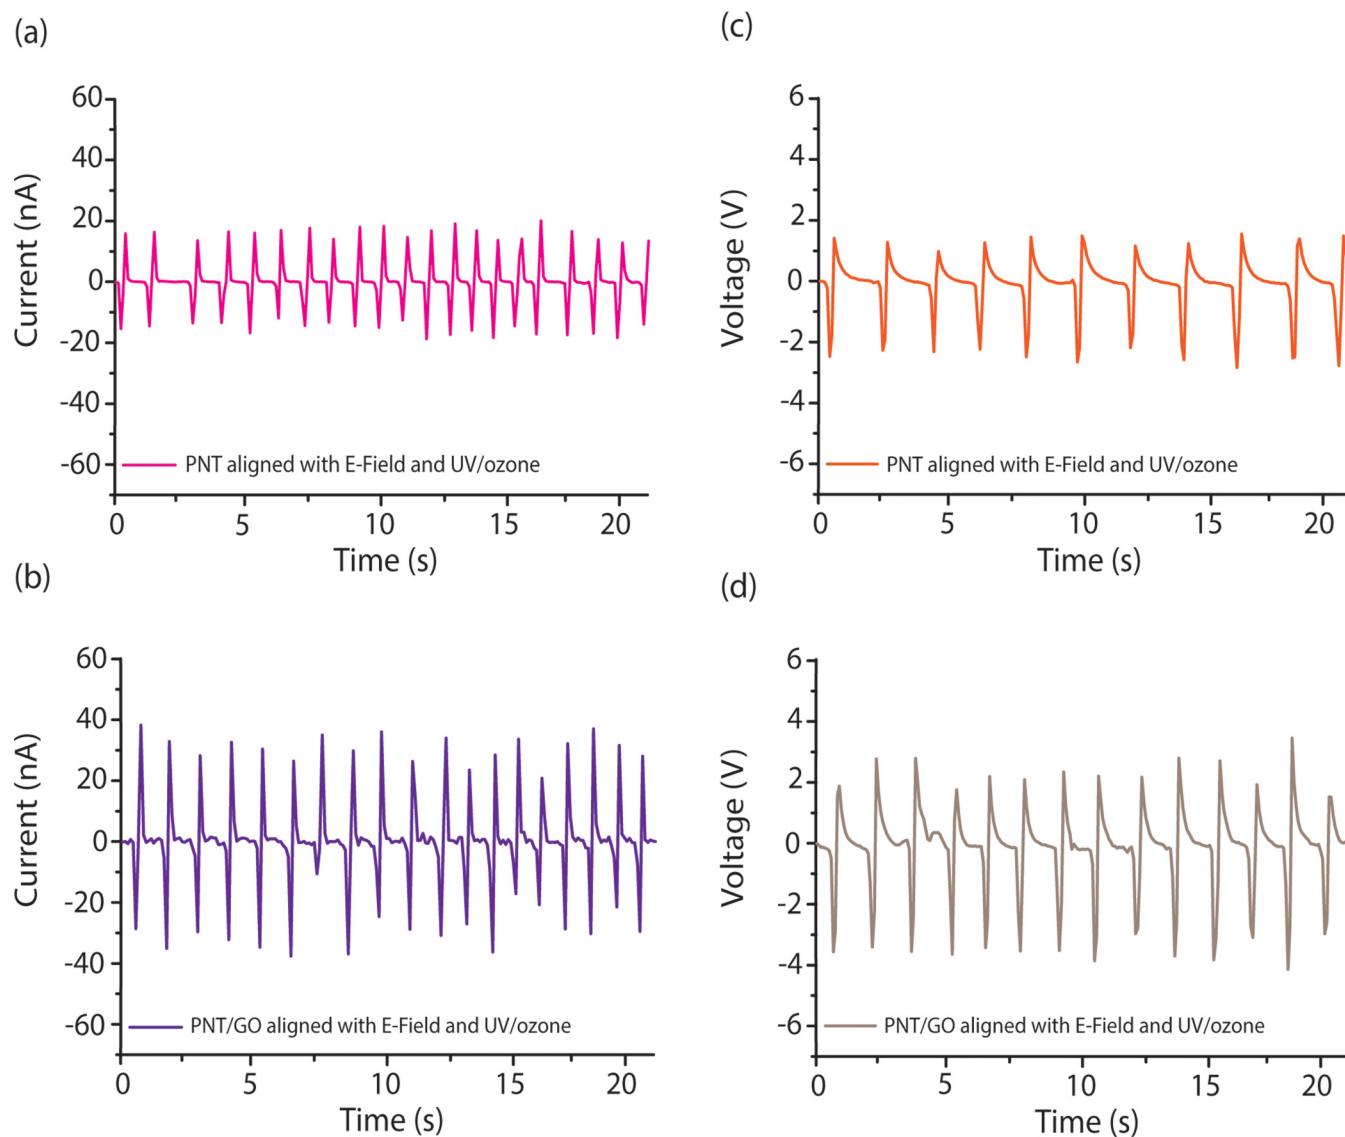 (a)
60
40
20
0
-20
-40
-60
Current (nA)
PNT aligned with E-Field and UV/ozone
0 5 10 15 20
Time (s)
(c)
6
4
2
0
-2
-4
-6
Voltage (V)
PNT aligned with E-Field and UV/ozone
0 5 10 15 20
Time (s)
(b)
60
40
20
0
-20
-40
-60
Current (nA)
PNT/GO aligned with E-Field and UV/ozone
0 5 10 15 20
Time (s)
(d)
6
4
2
0
-2
-4
-6
Voltage (V)
PNT/GO aligned with E-Field and UV/ozone
0 5 10 15 20
Time (s)